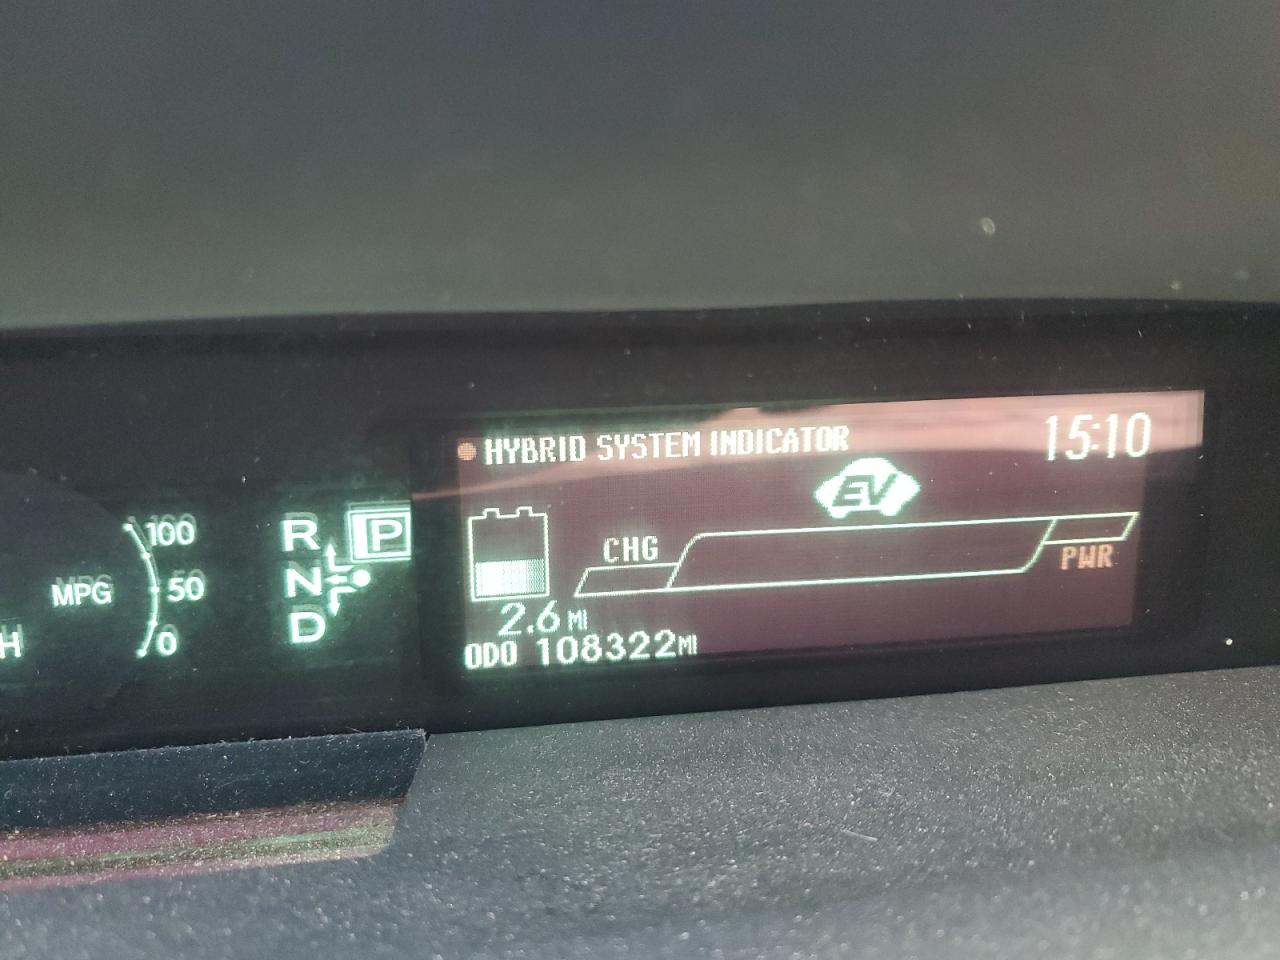 HYBRID SYSTEM INDICATOR
15:10
EV
100
R
P
CHG
PWR
MPG
50
N
2.6 MI
H
0
D
ODO 108322MI